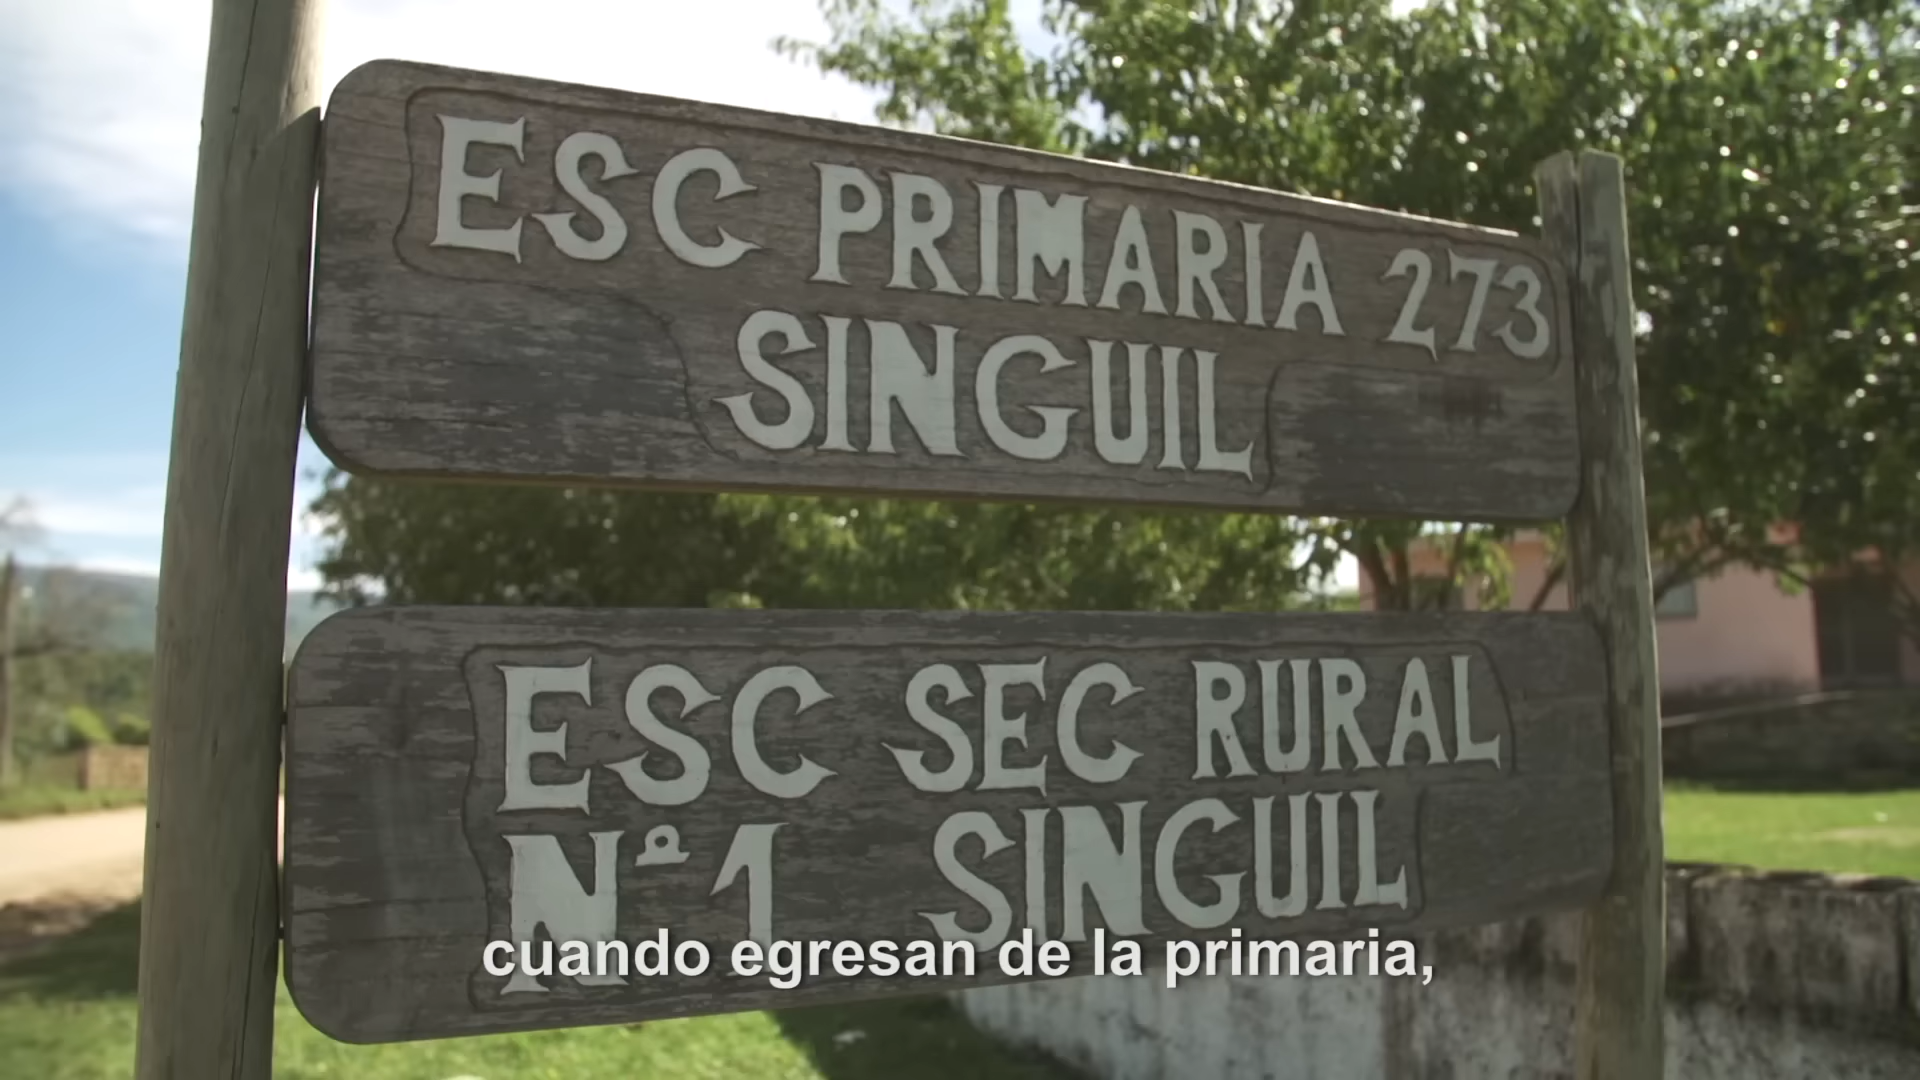 ESC PRIMARIA 273
SINGUIL
ESC SEC RURAL
Nº1 SINGUIL
cuando egresan de la primaria,